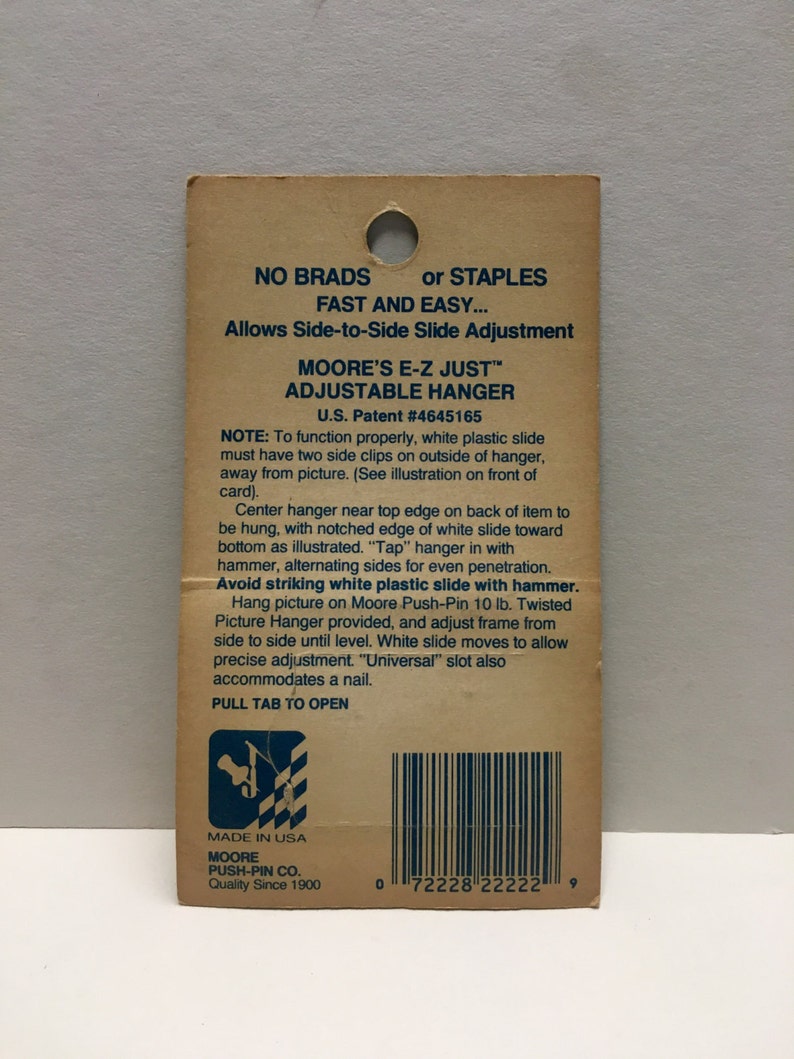 NO BRADS or STAPLES
FAST AND EASY...
Allows Side-to-Side Slide Adjustment
MOORE'S E-Z JUST™
ADJUSTABLE HANGER
U.S. Patent #4645165
NOTE: To function properly, white plastic slide
must have two side clips on outside of hanger,
away from picture. (See illustration on front of
card).
Center hanger near top edge on back of item to
be hung, with notched edge of white slide toward
bottom as illustrated. "Tap" hanger in with
hammer, alternating sides for even penetration.
Avoid striking white plastic slide with hammer.
Hang picture on Moore Push-Pin 10 lb. Twisted
Picture Hanger provided, and adjust frame from
side to side until level. White slide moves to allow
precise adjustment. "Universal" slot also
accommodates a nail.
PULL TAB TO OPEN
MADE IN USA
MOORE
PUSH-PIN CO.
Quality Since 1900
0 72228 22222 9